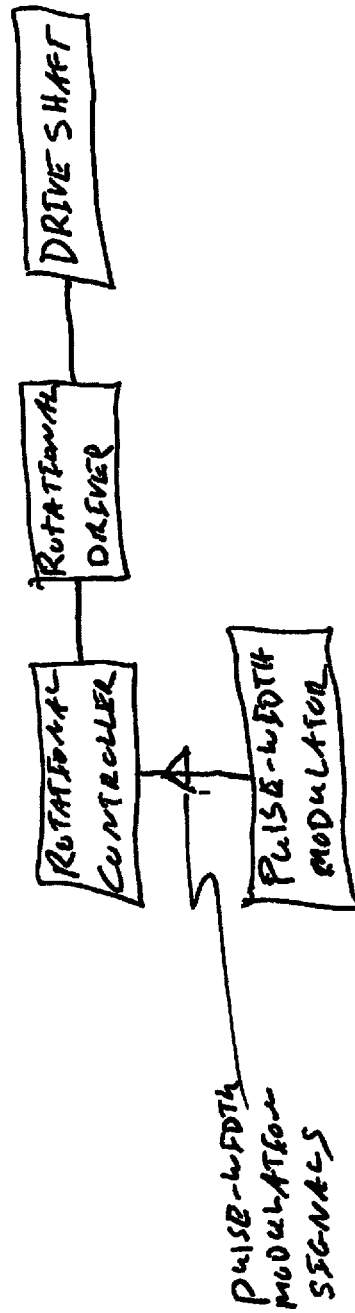 ROTATIONAL
CONTROLLER
ROTATIONAL
DRIVER
DRIVE SHAFT
PULSE-WIDTH
MODULATOR
PULSE-WIDTH
MODULATION
SIGNALS